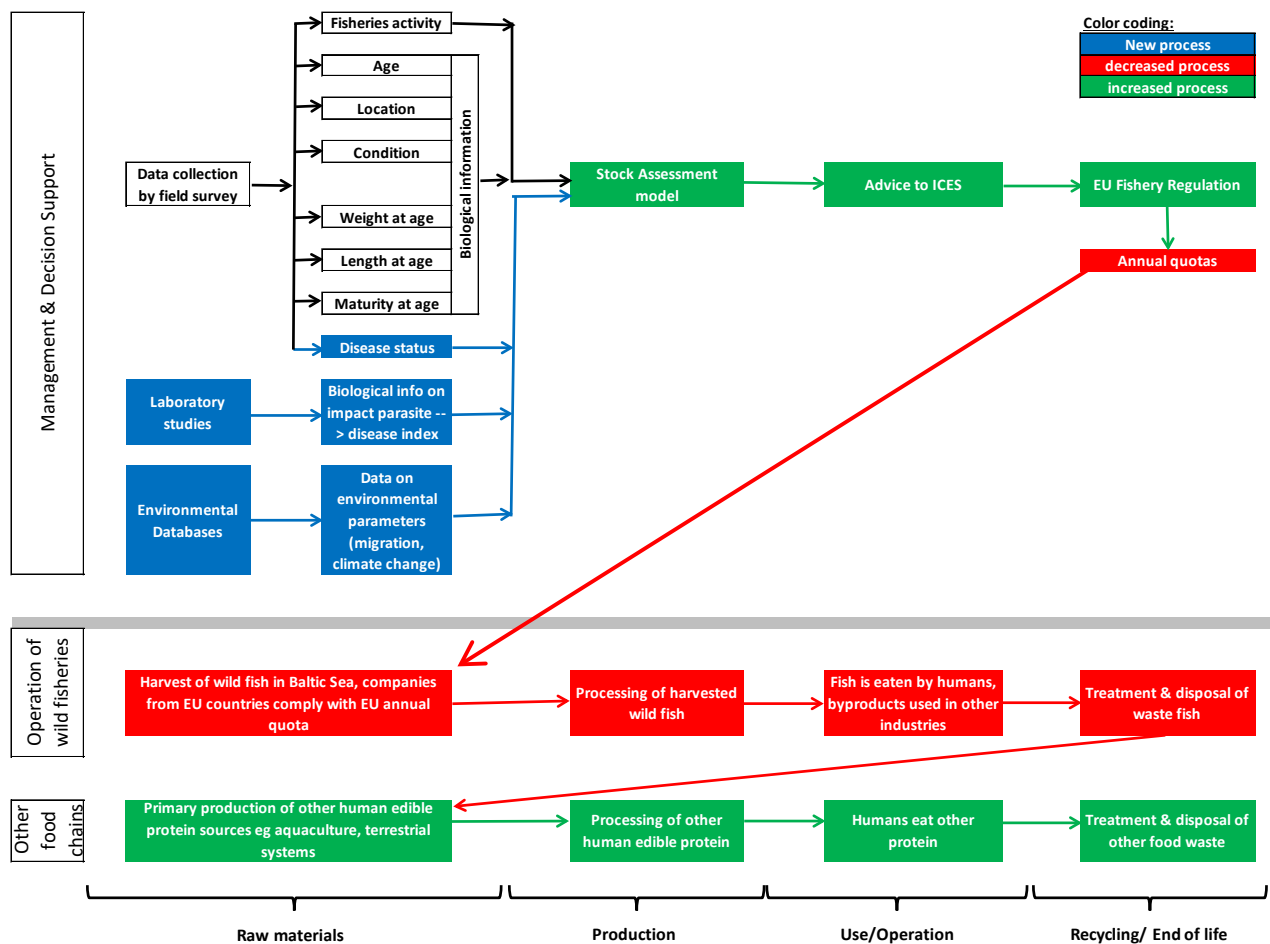 Color coding:
New process
decreased process
increased process
Management & Decision Support
Data collection
by field survey
Fisheries activity
Age
Location
Condition
Weight at age
Length at age
Maturity at age
Biological information
Disease status
Laboratory
studies
Biological info on
impact parasite --
> disease index
Environmental
Databases
Data on
environmental
parameters
(migration,
climate change)
Stock Assessment
model
Advice to ICES
EU Fishery Regulation
Annual quotas
Operation of
wild fisheries
Harvest of wild fish in Baltic Sea, companies
from EU countries comply with EU annual
quota
Processing of harvested
wild fish
Fish is eaten by humans,
byproducts used in other
industries
Treatment & disposal of
waste fish
Other
food
chains
Primary production of other human edible
protein sources eg aquaculture, terrestrial
systems
Processing of other
human edible protein
Humans eat other
protein
Treatment & disposal of
other food waste
Raw materials
Production
Use/Operation
Recycling/ End of life